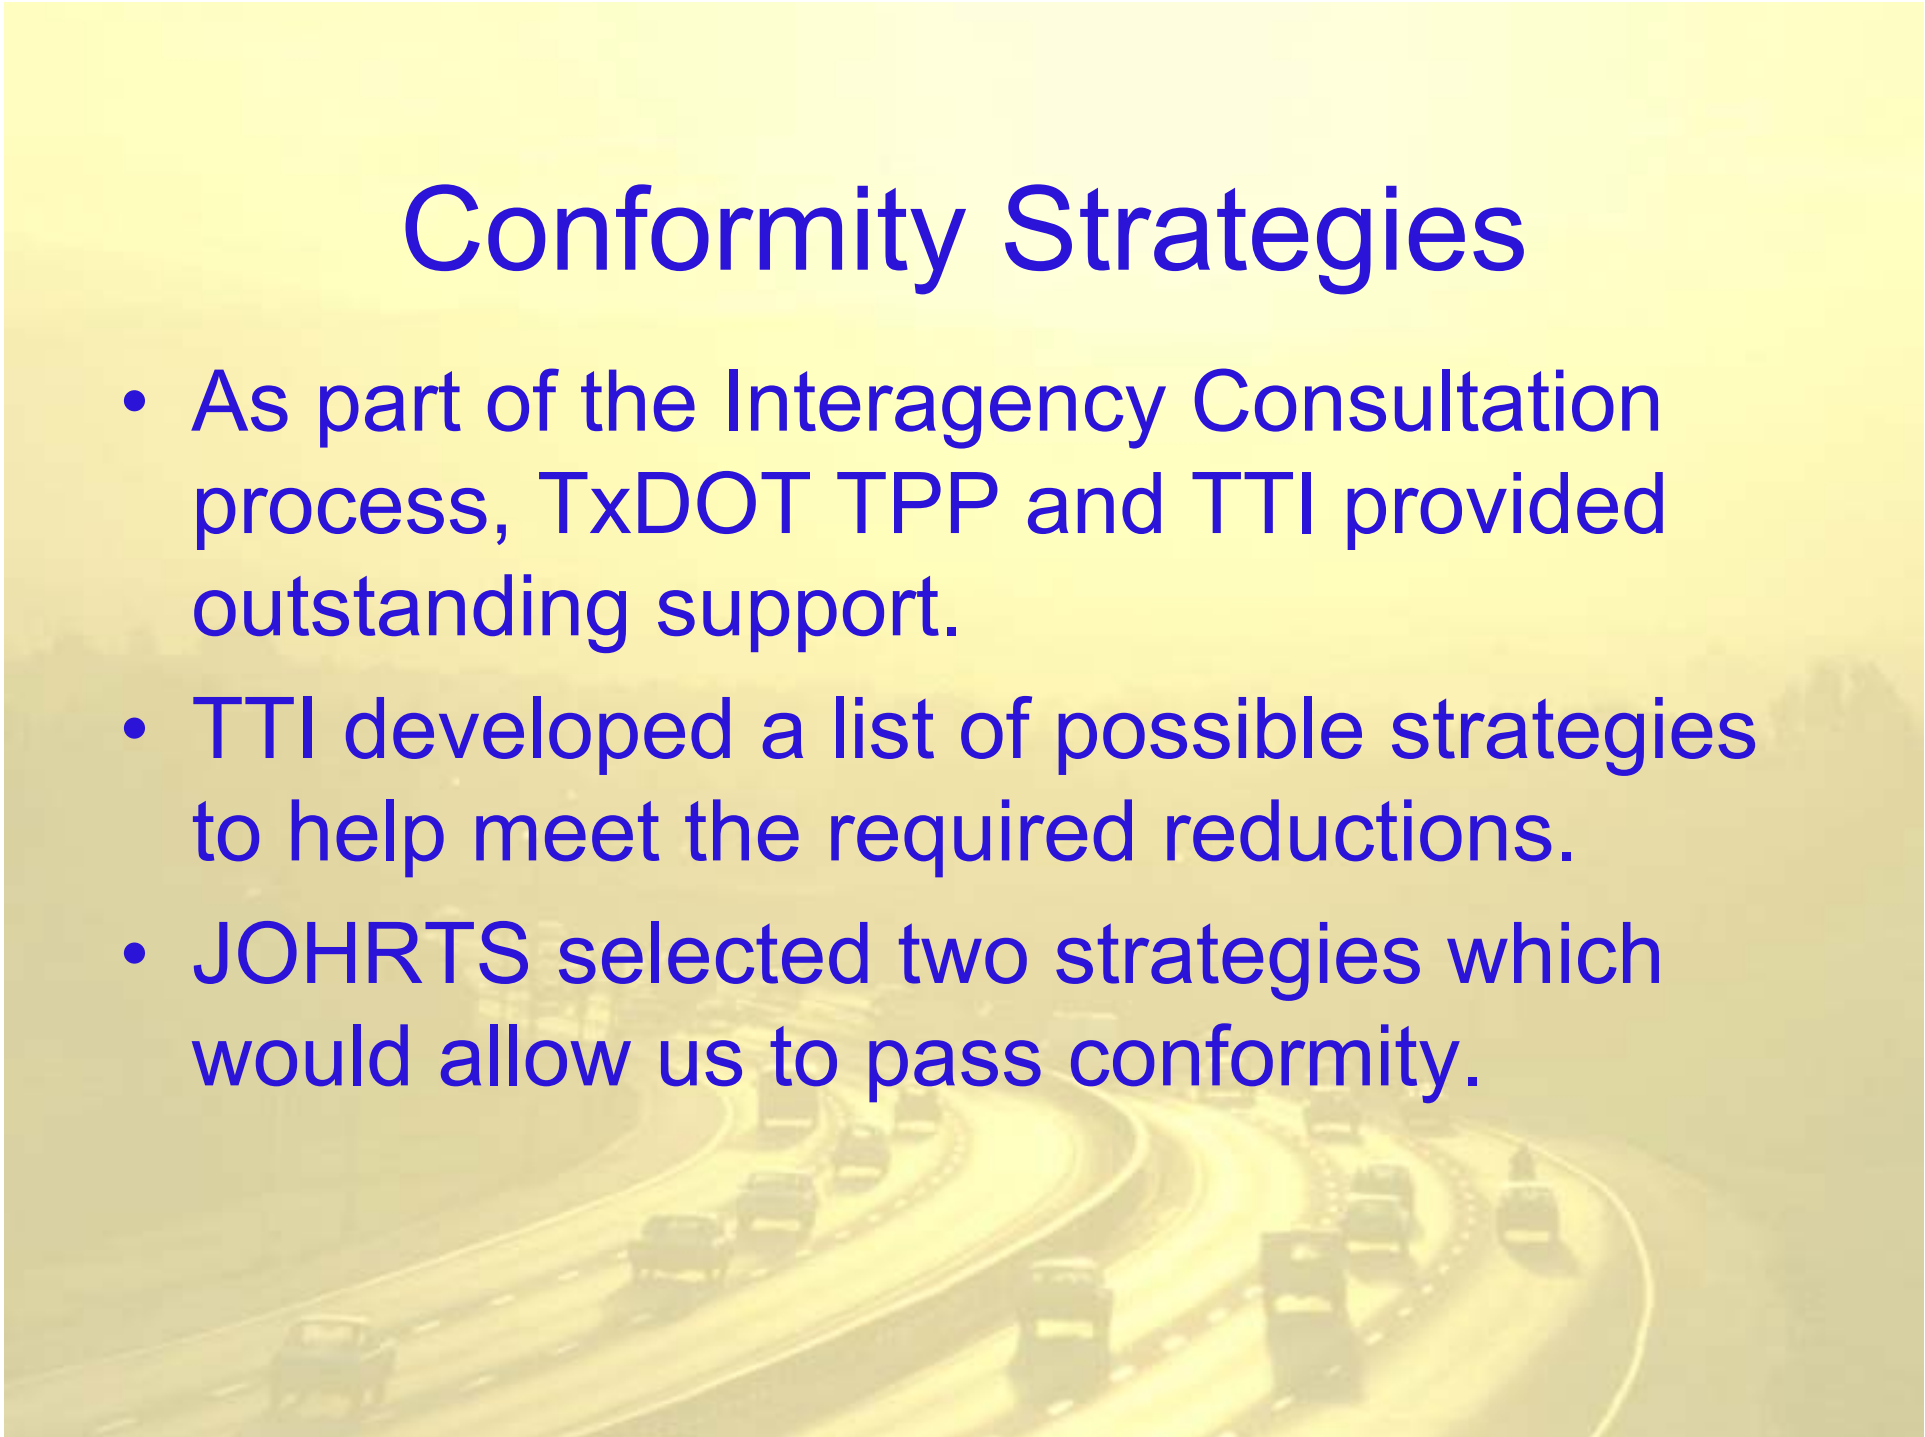 Conformity Strategies
• As part of the Interagency Consultation
process, TxDOT TPP and TTI provided
outstanding support.
• TTI developed a list of possible strategies
to help meet the required reductions.
• JOHRTS selected two strategies which
would allow us to pass conformity.